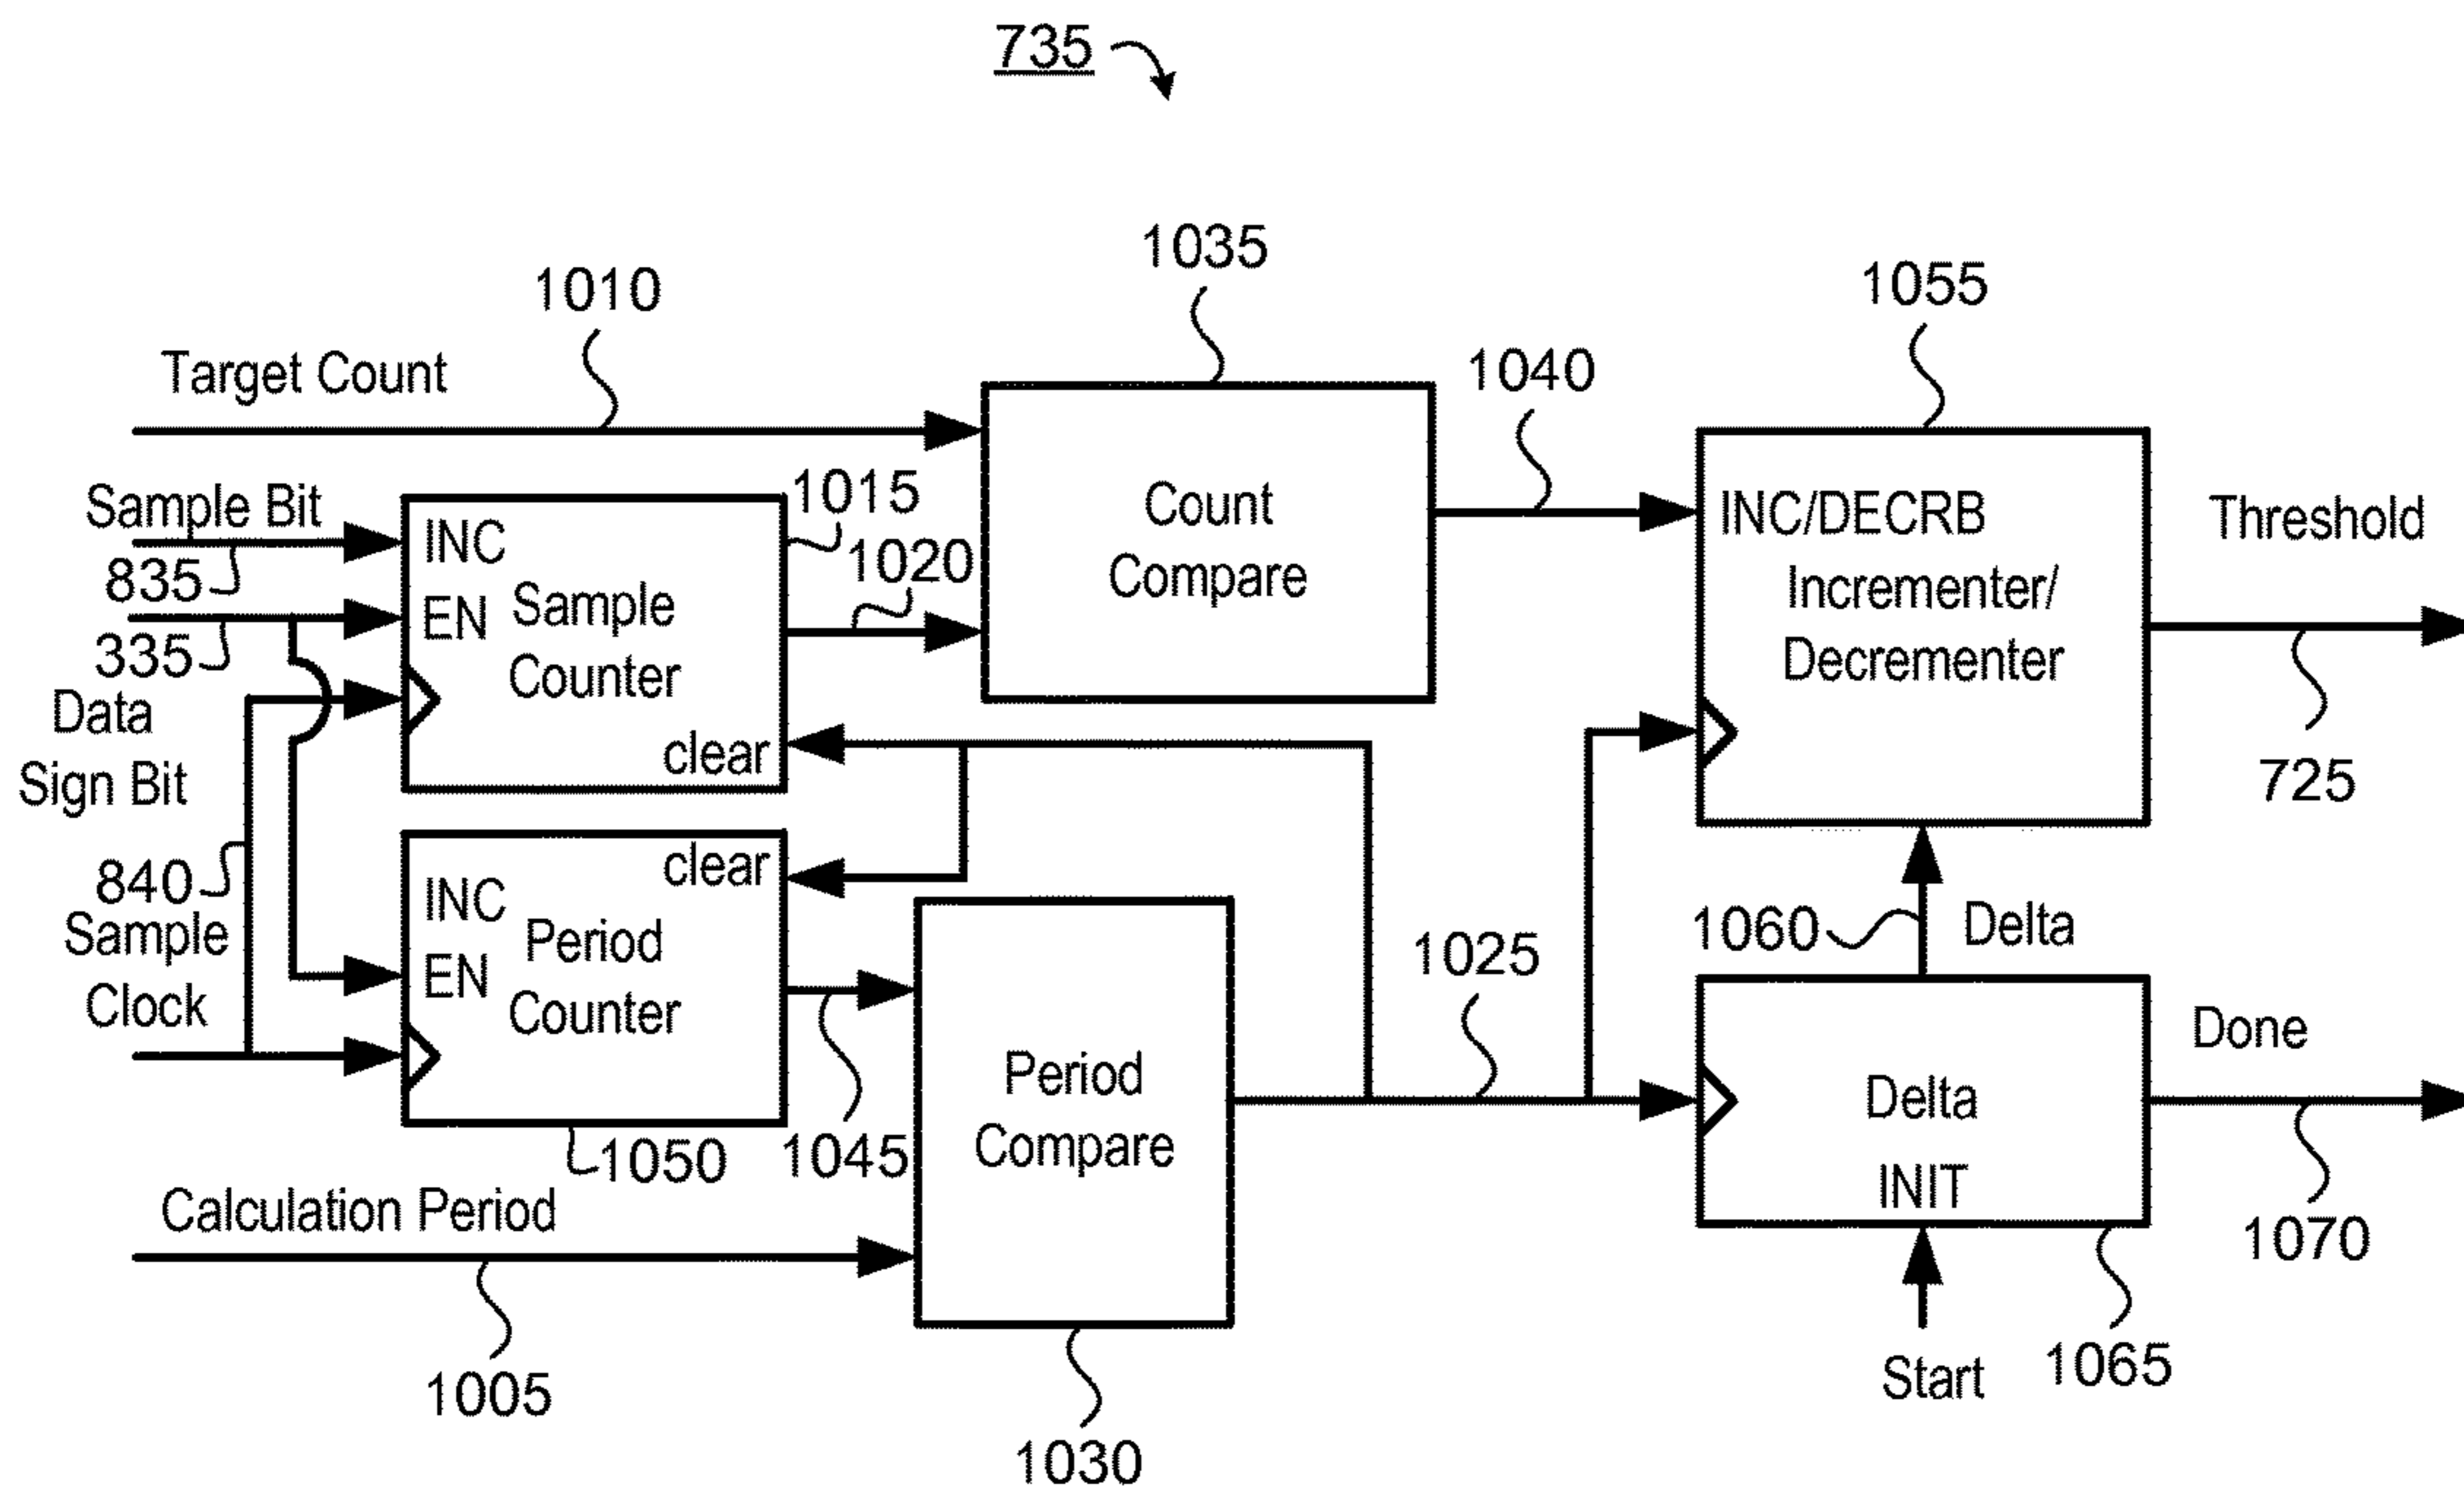 735
1035
1055
1010
Target Count
1040
1015
Sample Bit
INC
Count
Compare
INC/DECRB
Threshold
835
1020
EN
Sample
Counter
Incrementer/
Decrementer
335
Data
Sign Bit
clear
725
840
clear
INC
Period
Counter
EN
Sample
Clock
1025
1060
Delta
Done
Period
Compare
Delta
INIT
1050
1045
Calculation Period
1070
1005
Start
1065
1030